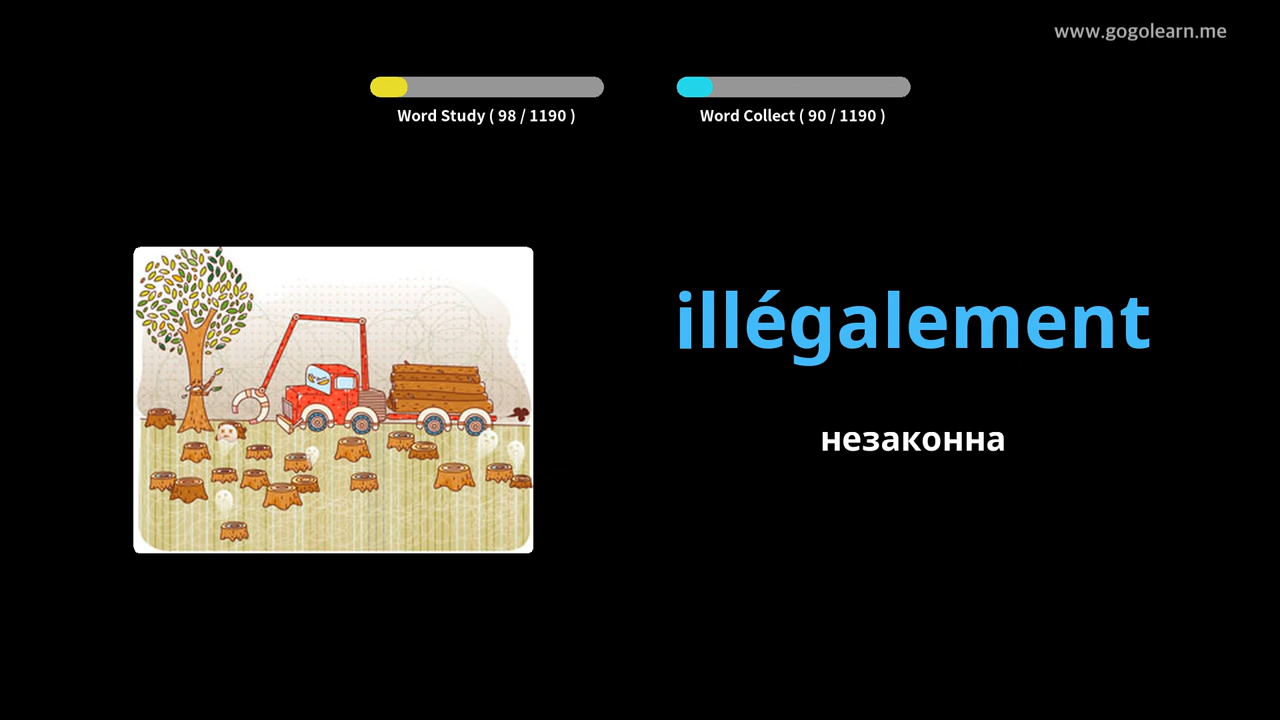 www.gogolearn.me
Word Study ( 98 / 1190 )
Word Collect ( 90 / 1190 )
illégalement
незаконна